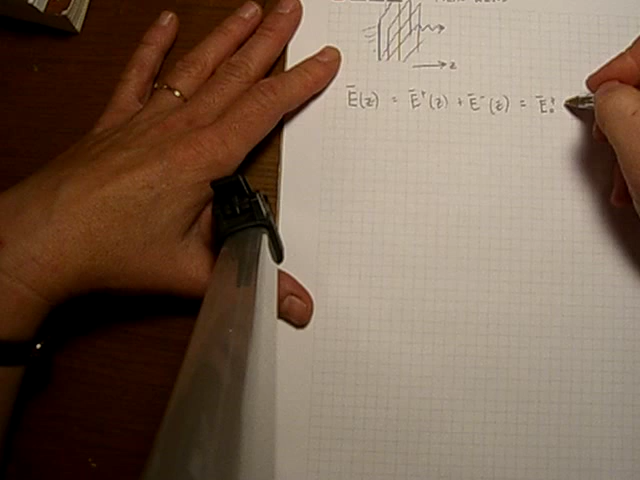 z
Ē(z) = Ē⁺(z) + Ē⁻(z) = Ē₀⁺